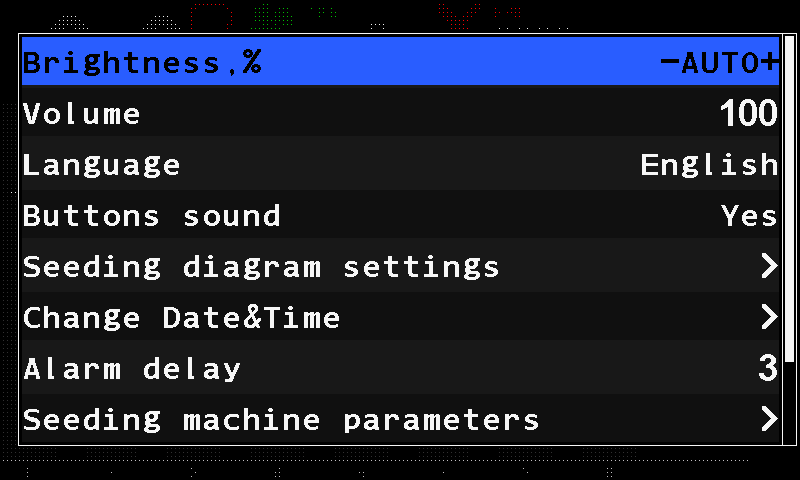 Brightness,% -AUTO+
Volume 100
Language English
Buttons sound Yes
Seeding diagram settings >
Change Date&Time >
Alarm delay 3
Seeding machine parameters >